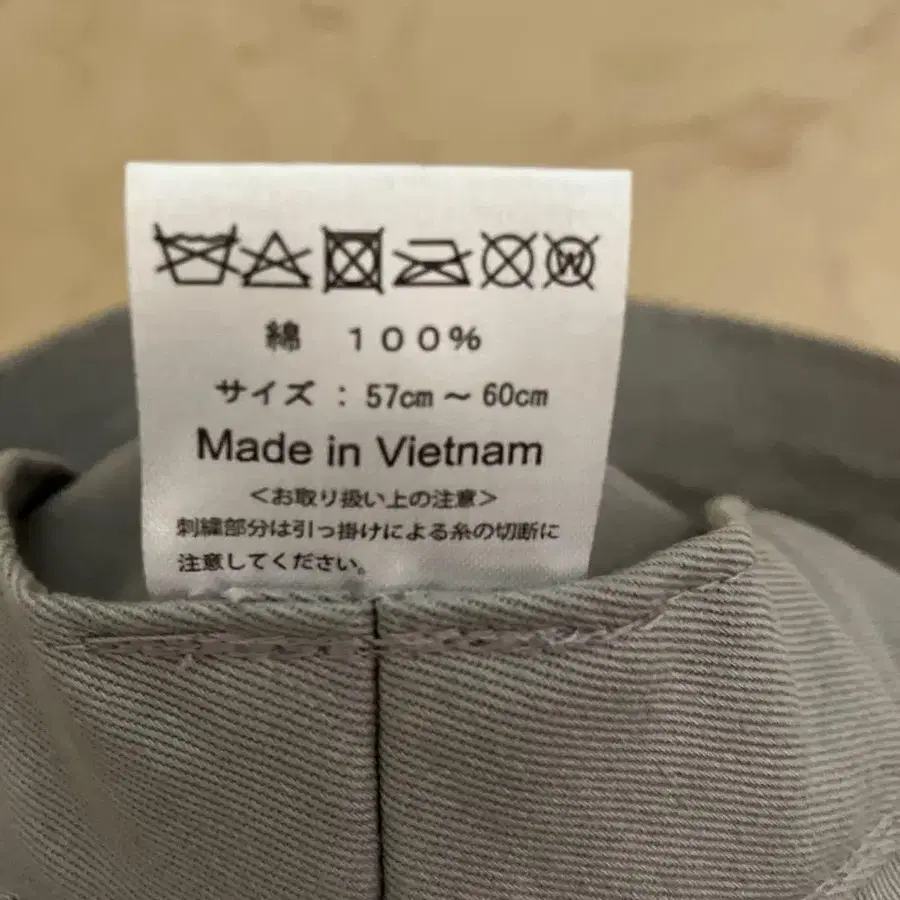 綿 100%
サイズ : 57cm～60cm
Made in Vietnam
＜お取り扱い上の注意＞
刺繍部分は引っ掛けによる糸の切断に
注意してください。